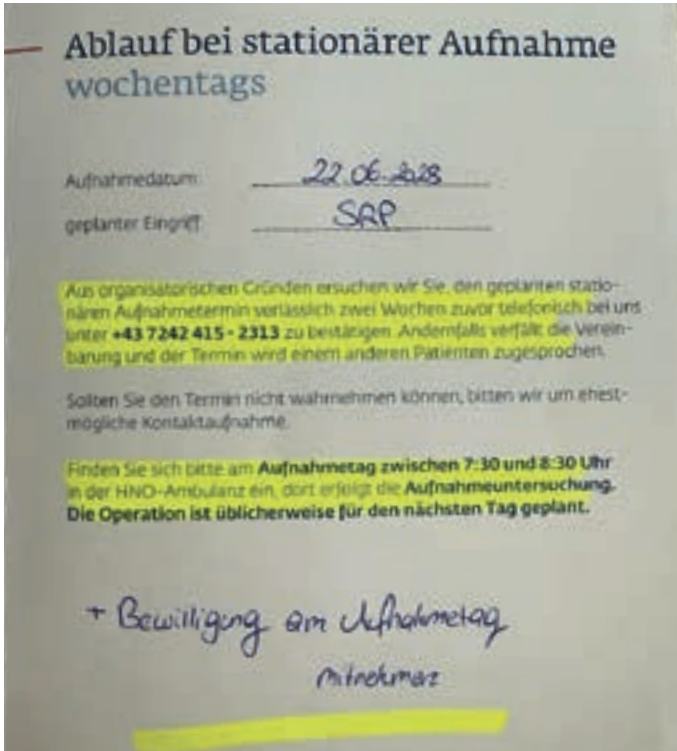 Ablauf bei stationärer Aufnahme
wochentags
Aufnahmedatum: 22.06.2028
geplanter Eingriff: SRP
Aus organisatorischen Gründen ersuchen wir Sie, den geplanten statio-
nären Aufnahmetermin verlässlich zwei Wochen zuvor telefonisch bei uns
unter +43 7242 415 - 2313 zu bestätigen. Andernfalls verfällt die Verein-
barung und der Termin wird einem anderen Patienten zugesprochen.
Sollten Sie den Termin nicht wahrnehmen können, bitten wir um ehest-
mögliche Kontaktaufnahme.
Finden Sie sich bitte am Aufnahmetag zwischen 7:30 und 8:30 Uhr
in der HNO-Ambulanz ein, dort erfolgt die Aufnahmeuntersuchung.
Die Operation ist üblicherweise für den nächsten Tag geplant.
+ Bewilligung am Aufnahmetag
mitnehmen